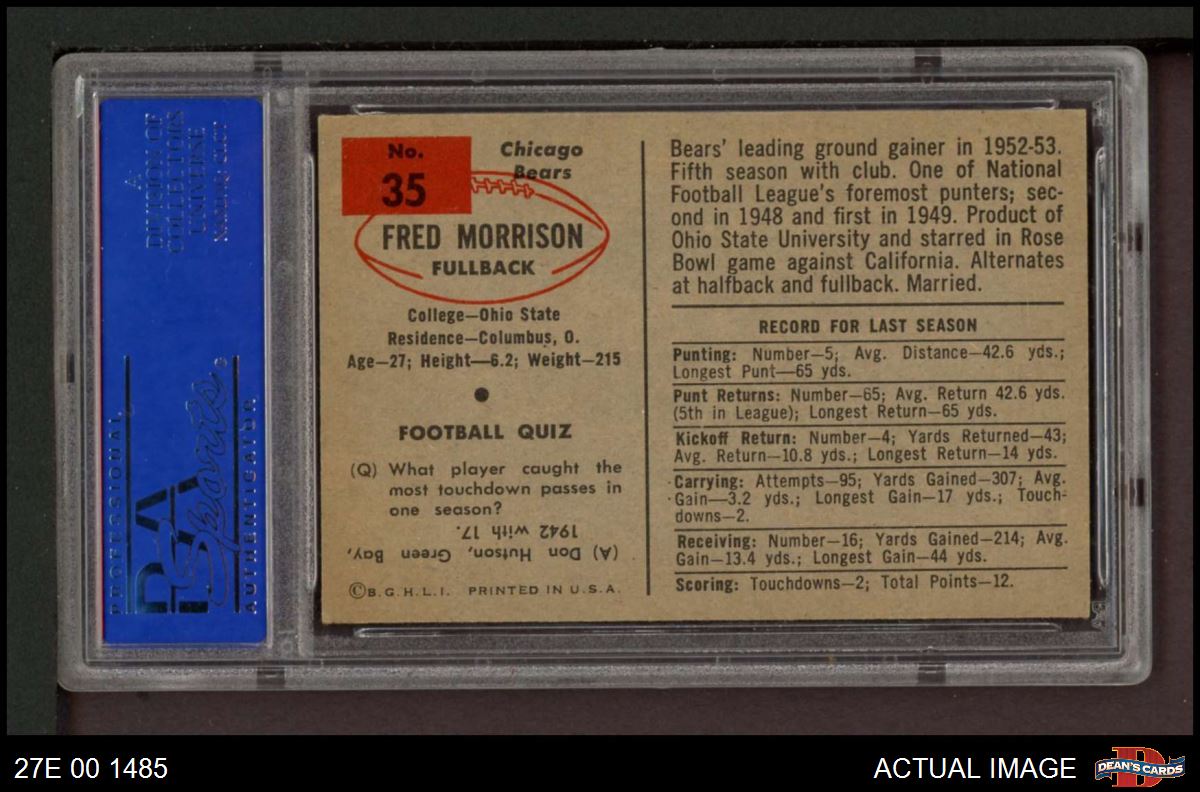 A
DIVISION OF
COLLECTORS
UNIVERSE
NASDAQ: CLCT
PROFESSIONAL
PSA
Sports
AUTHENTICATOR
No.
35
Chicago
Bears
FRED MORRISON
FULLBACK
College—Ohio State
Residence—Columbus, O.
Age—27; Height—6.2; Weight—215
FOOTBALL QUIZ
(Q) What player caught the
most touchdown passes in
one season?
(A) Don Hutson, Green Bay,
1942 with 17.
©B.G.H.L.I. PRINTED IN U.S.A.
Bears' leading ground gainer in 1952-53.
Fifth season with club. One of National
Football League's foremost punters; sec-
ond in 1948 and first in 1949. Product of
Ohio State University and starred in Rose
Bowl game against California. Alternates
at halfback and fullback. Married.
RECORD FOR LAST SEASON
Punting: Number—5; Avg. Distance—42.6 yds.;
Longest Punt—65 yds.
Punt Returns: Number—65; Avg. Return 42.6 yds.
(5th in League); Longest Return—65 yds.
Kickoff Return: Number—4; Yards Returned—43;
Avg. Return—10.8 yds.; Longest Return—14 yds.
Carrying: Attempts—95; Yards Gained—307; Avg.
Gain—3.2 yds.; Longest Gain—17 yds.; Touch-
downs—2.
Receiving: Number—16; Yards Gained—214; Avg.
Gain—13.4 yds.; Longest Gain—44 yds.
Scoring: Touchdowns—2; Total Points—12.
27E 00 1485
ACTUAL IMAGE
DEAN'S CARDS